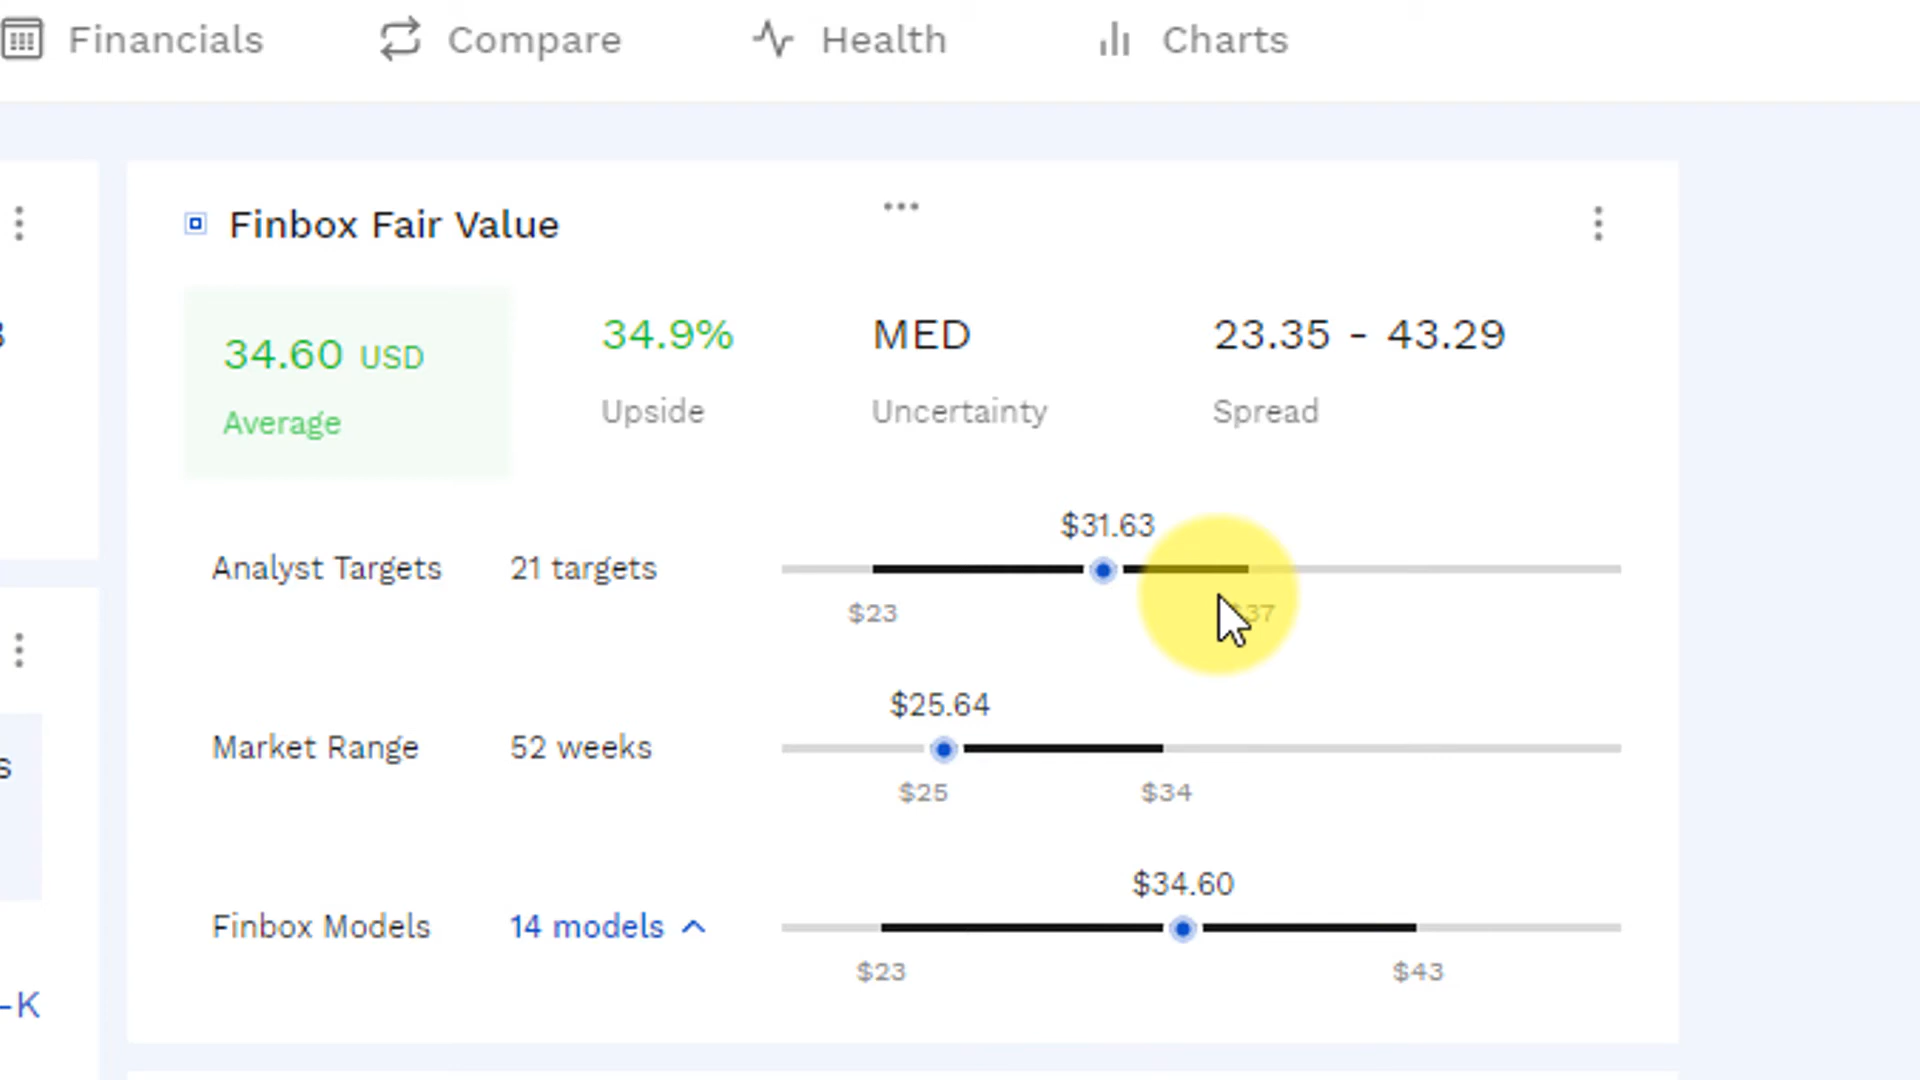 Financials Compare Health Charts
Finbox Fair Value
34.60 USD 34.9% MED 23.35 - 43.29
Average Upside Uncertainty Spread
$31.63
Analyst Targets 21 targets
$23 $37
$25.64
Market Range 52 weeks
s
$25 $34
$34.60
Finbox Models 14 models
$23 $43
-K